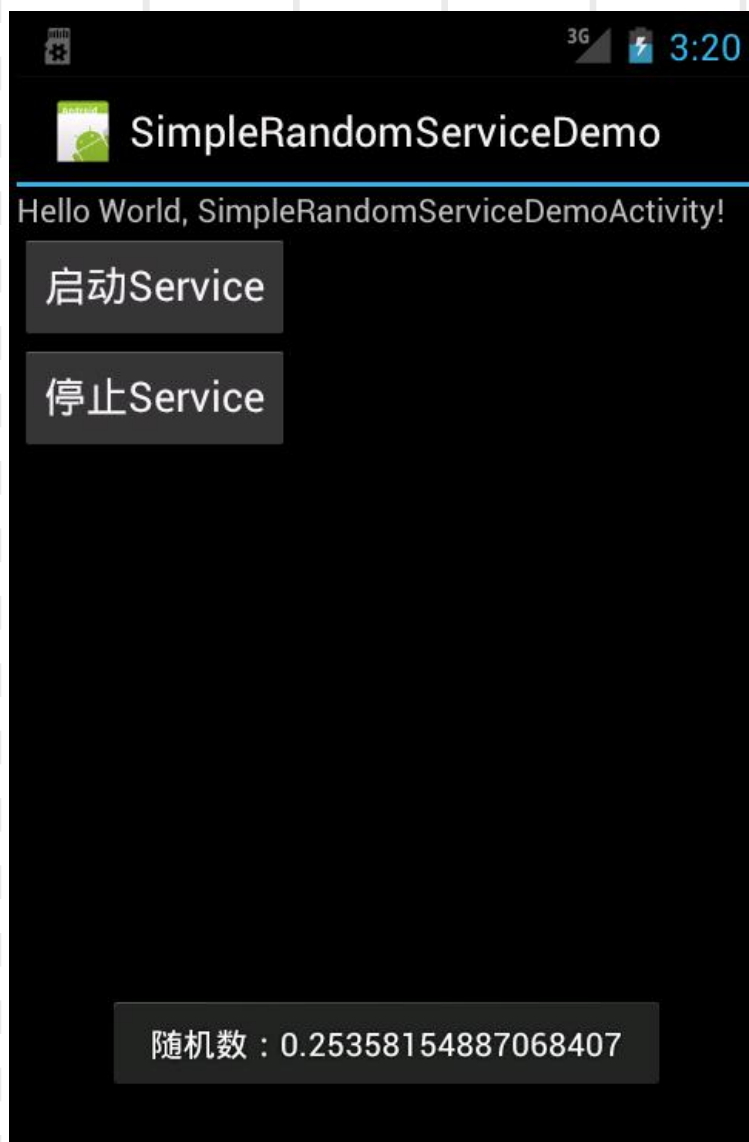 3G 3:20
SimpleRandomServiceDemo
Hello World, SimpleRandomServiceDemoActivity!
启动Service
停止Service
随机数：0.25358154887068407